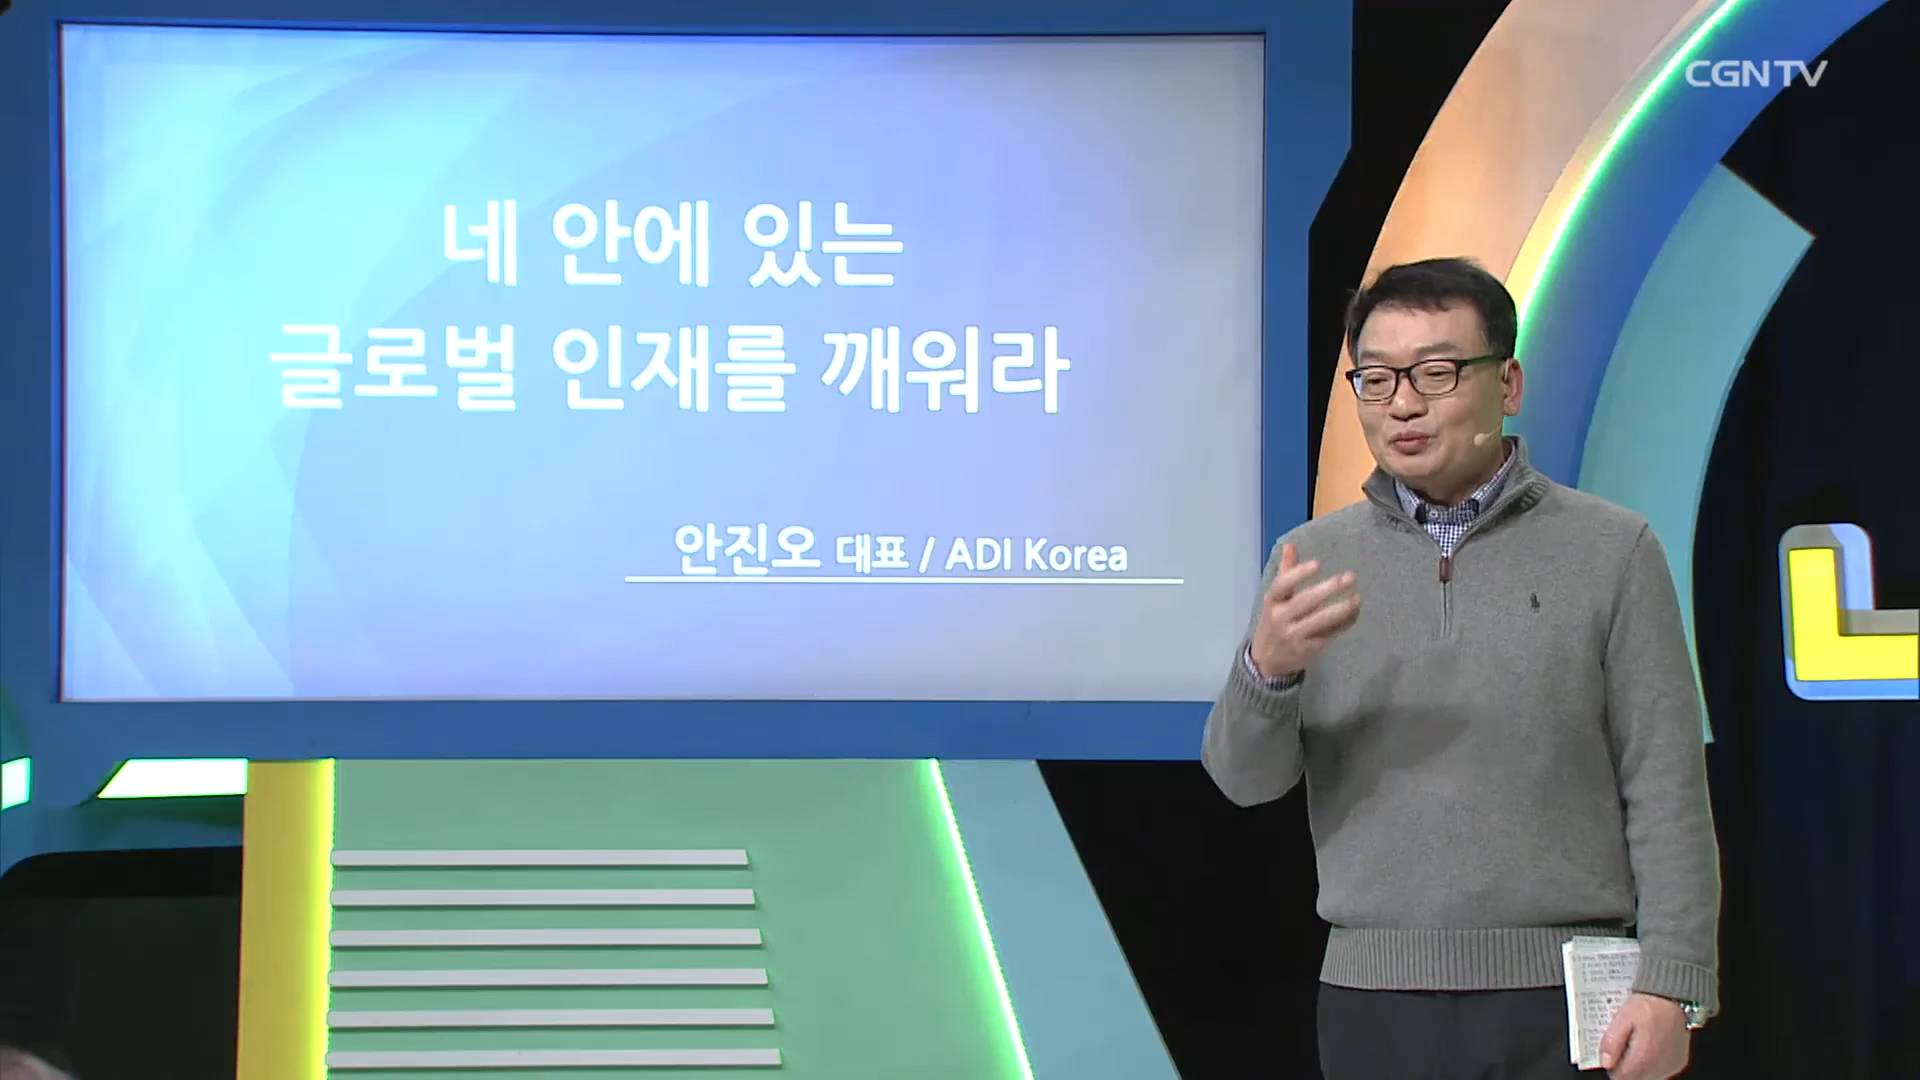 CGNTV
네 안에 있는
글로벌 인재를 깨워라
안진오 대표 / ADI Korea